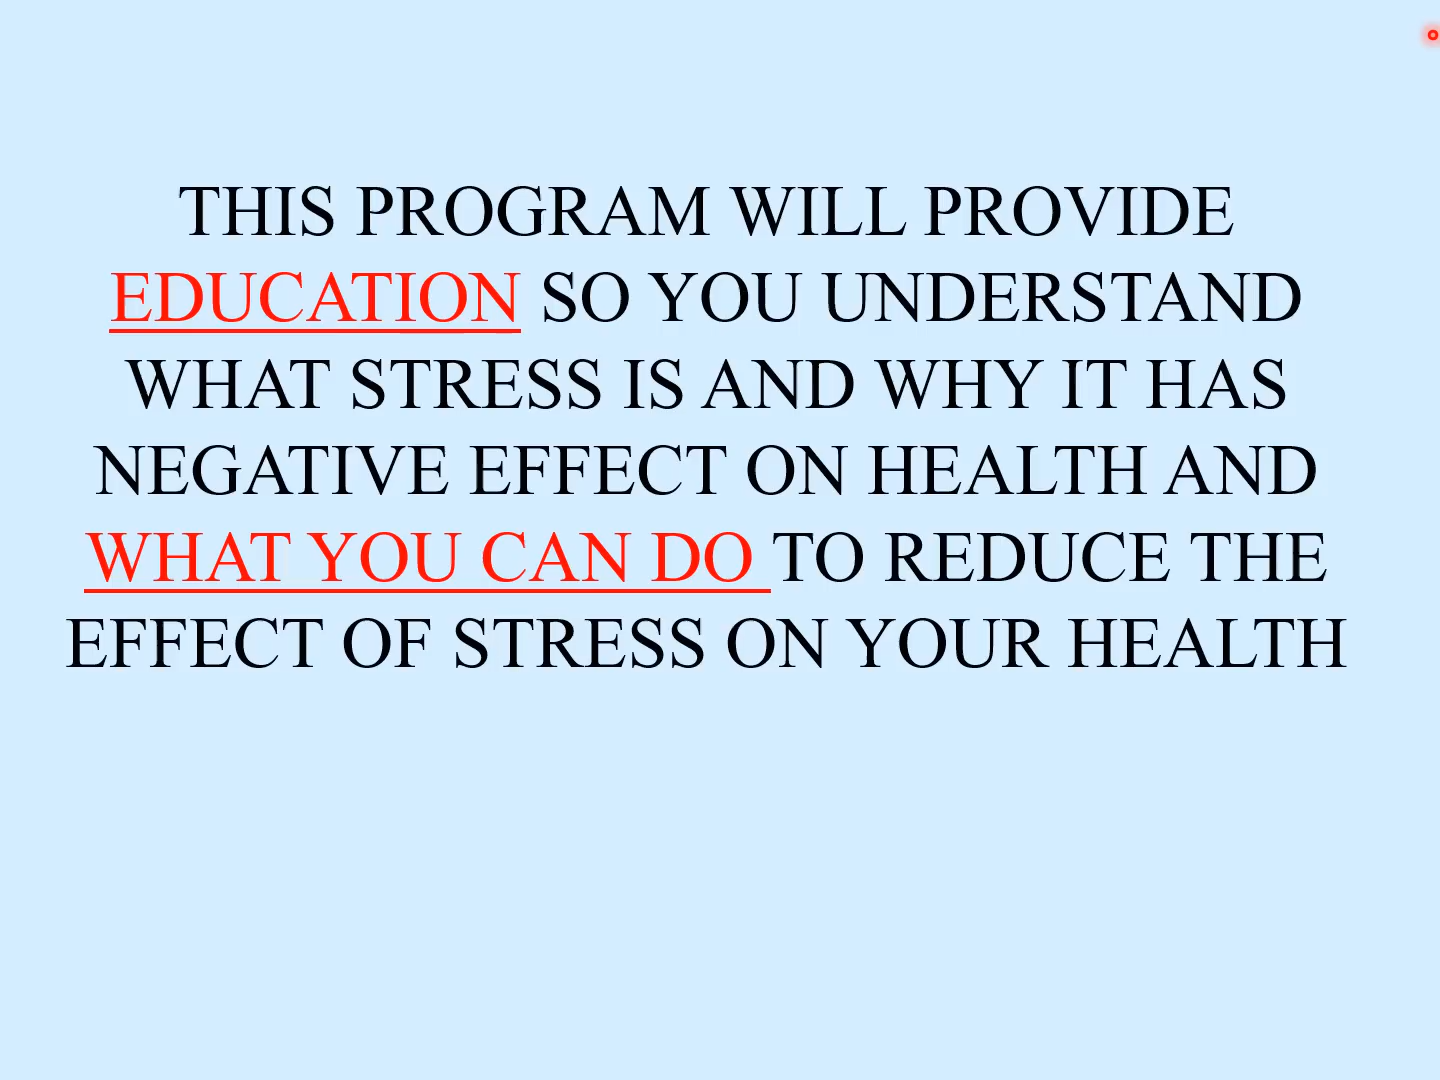 THIS PROGRAM WILL PROVIDE
EDUCATION SO YOU UNDERSTAND
WHAT STRESS IS AND WHY IT HAS
NEGATIVE EFFECT ON HEALTH AND
WHAT YOU CAN DO TO REDUCE THE
EFFECT OF STRESS ON YOUR HEALTH